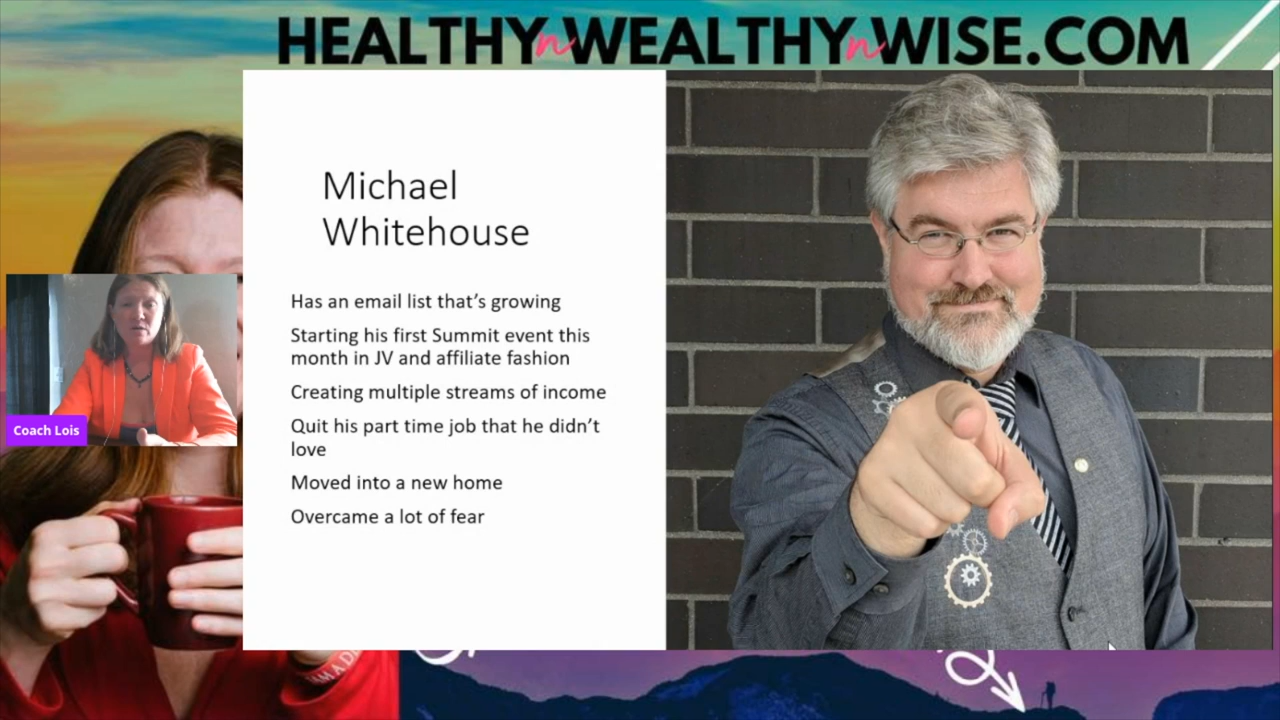 HEALTHYnWEALTHYnWISE.COM
Michael
Whitehouse
Has an email list that's growing
Starting his first Summit event this
month in JV and affiliate fashion
Creating multiple streams of income
Quit his part time job that he didn't
love
Moved into a new home
Overcame a lot of fear
Coach Lois